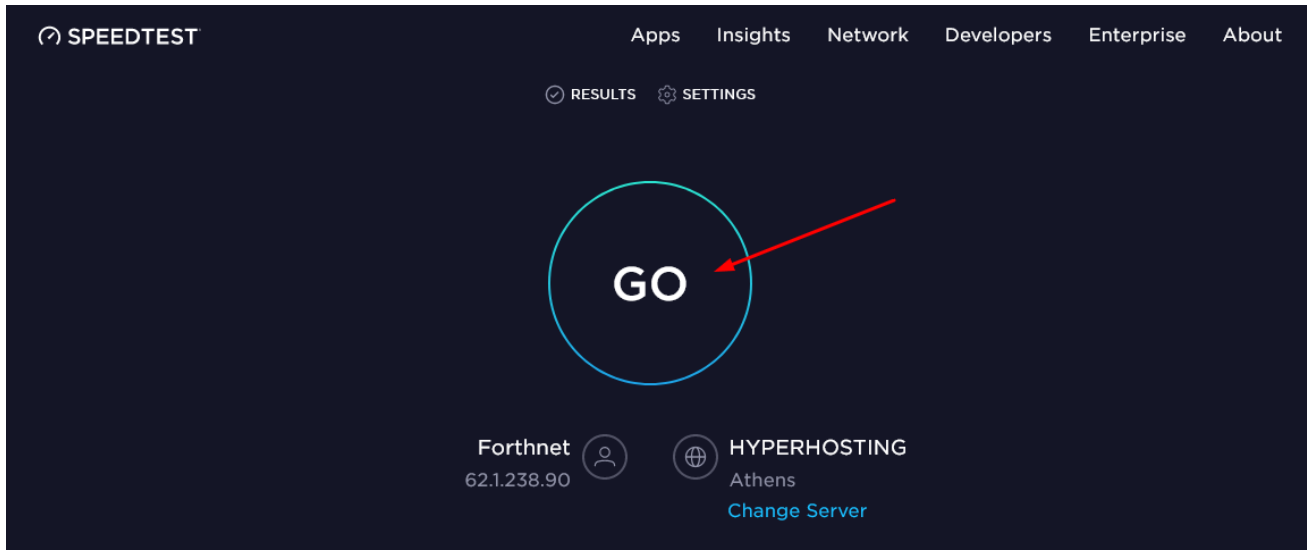 SPEEDTEST
Apps Insights Network Developers Enterprise About
RESULTS SETTINGS
GO
Forthnet
62.1.238.90
HYPERHOSTING
Athens
Change Server